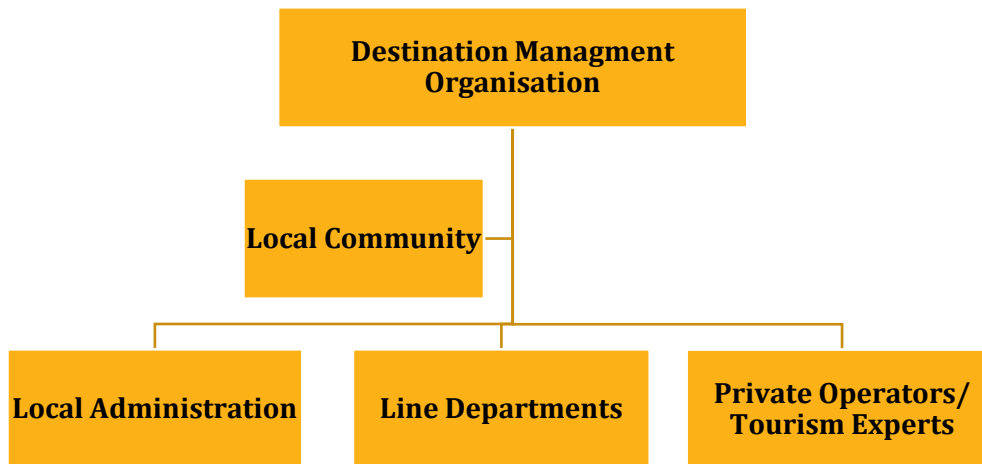 Destination Managment
Organisation
Local Community
Local Administration
Line Departments
Private Operators/
Tourism Experts